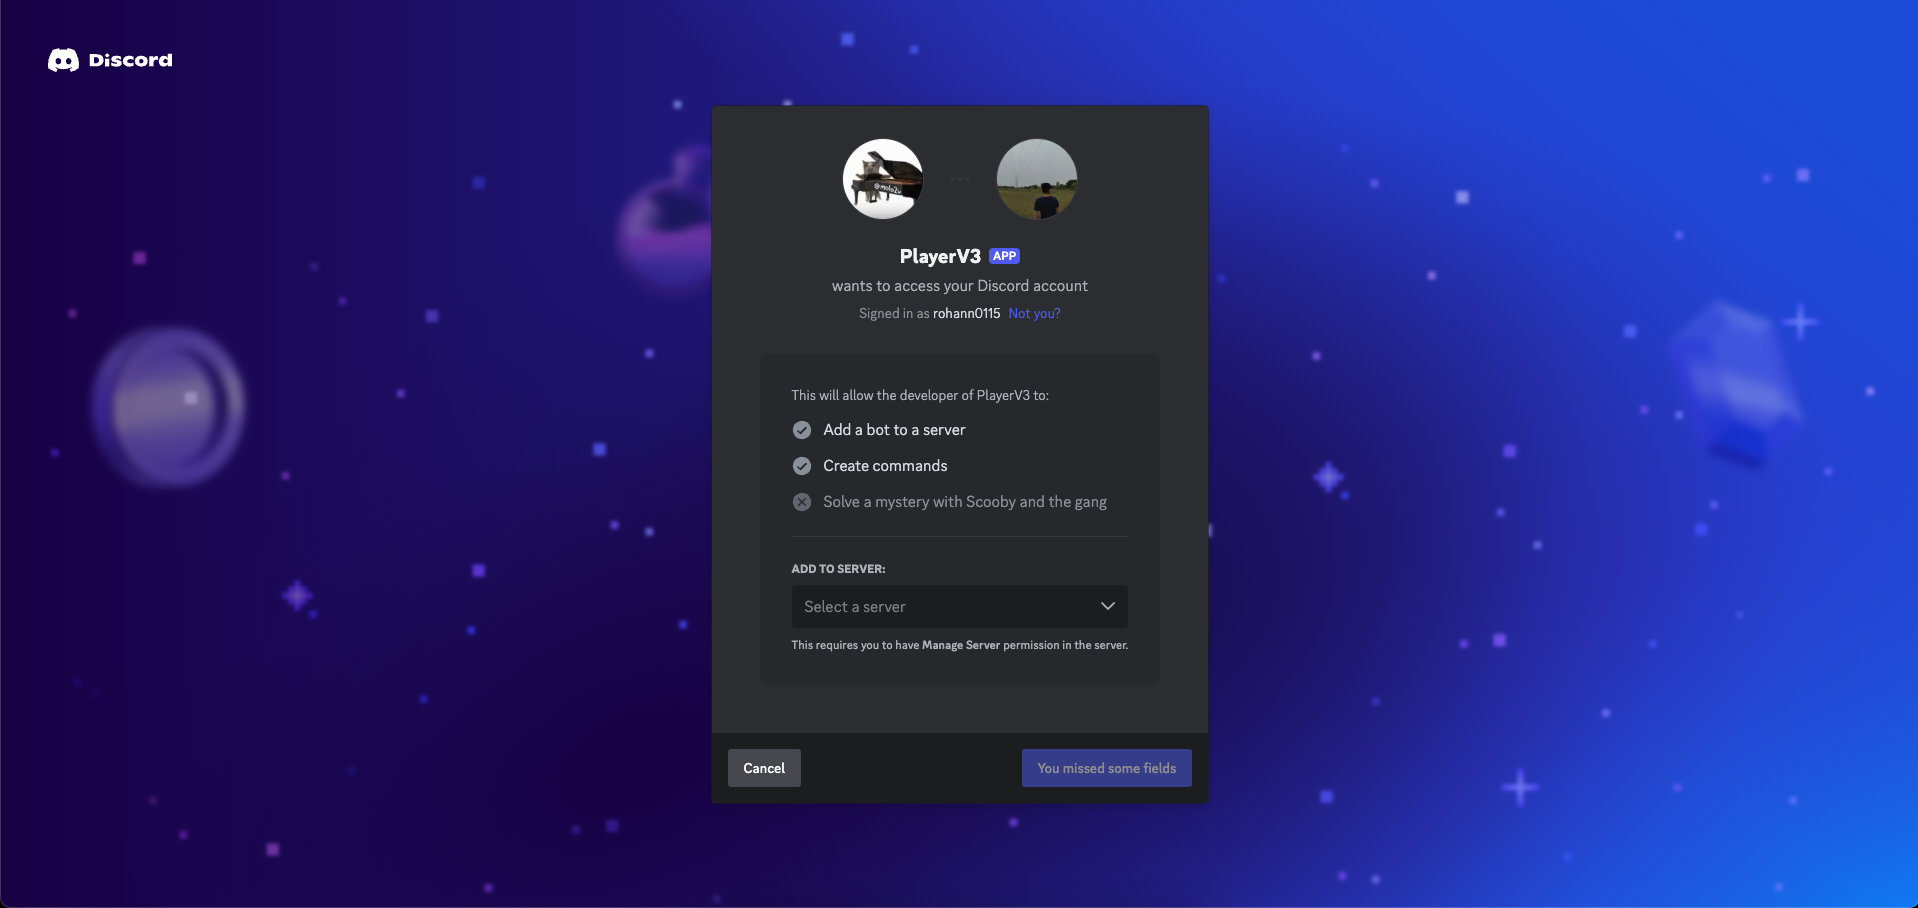 Discord
@molo2v
PlayerV3 APP
wants to access your Discord account
Signed in as rohann0115 Not you?
This will allow the developer of PlayerV3 to:
Add a bot to a server
Create commands
Solve a mystery with Scooby and the gang
ADD TO SERVER:
Select a server
This requires you to have Manage Server permission in the server.
Cancel
You missed some fields